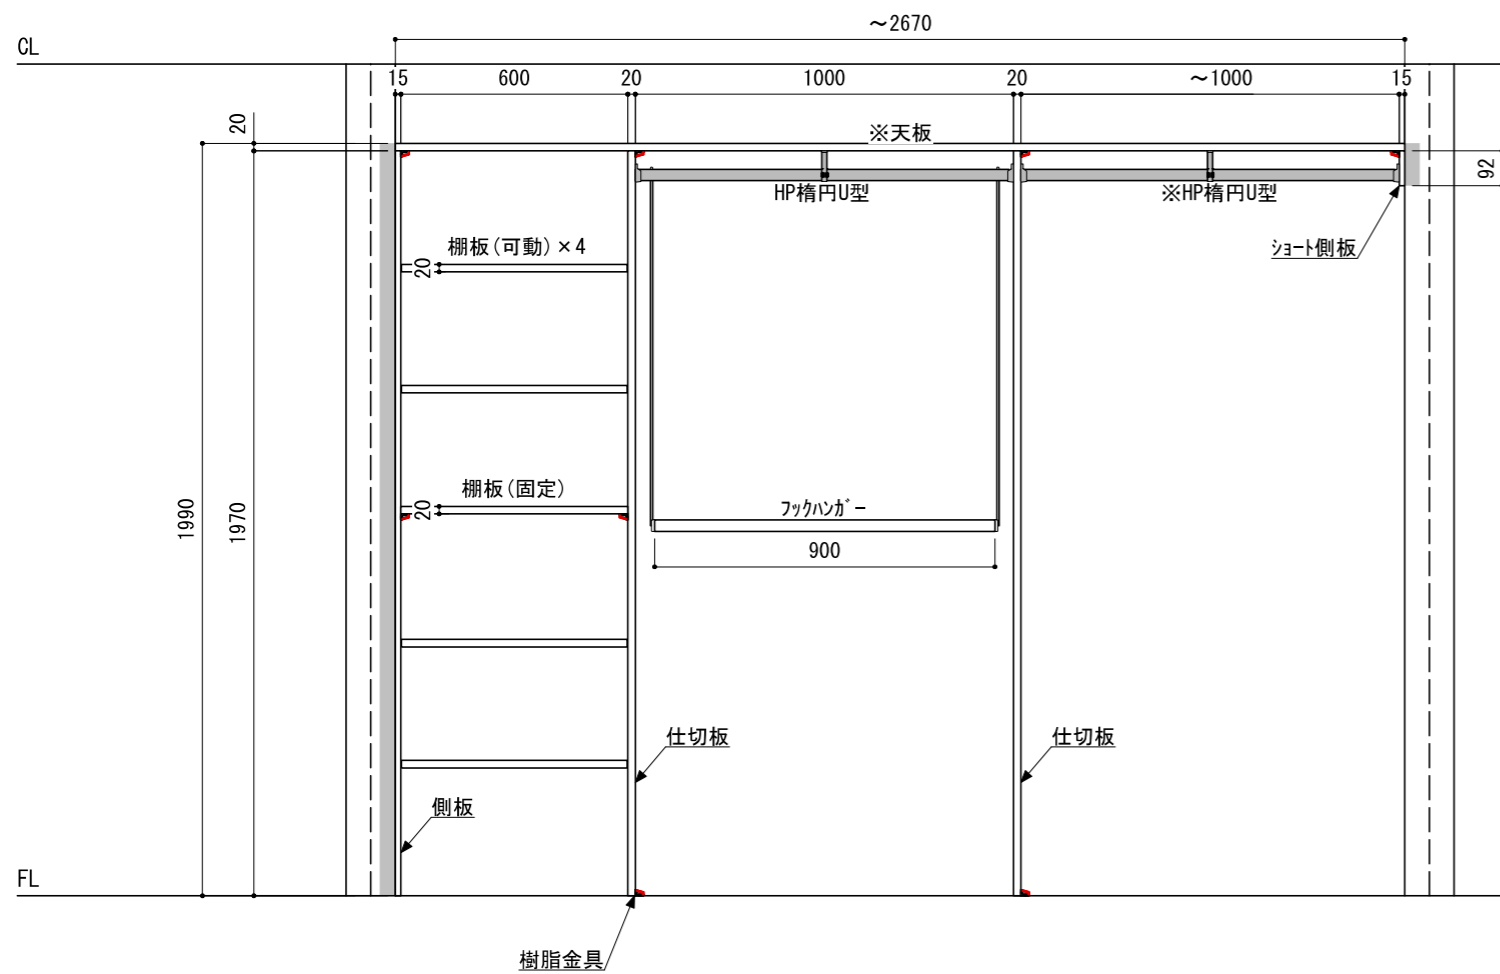 ~2670
CL
15
600
20
1000
20
~1000
15
20
※天板
92
HP楕円U型
※HP楕円U型
ショート側板
棚板(可動)×4
20
棚板(固定)
20
フックハンガー
900
1990
1970
仕切板
仕切板
側板
FL
樹脂金具